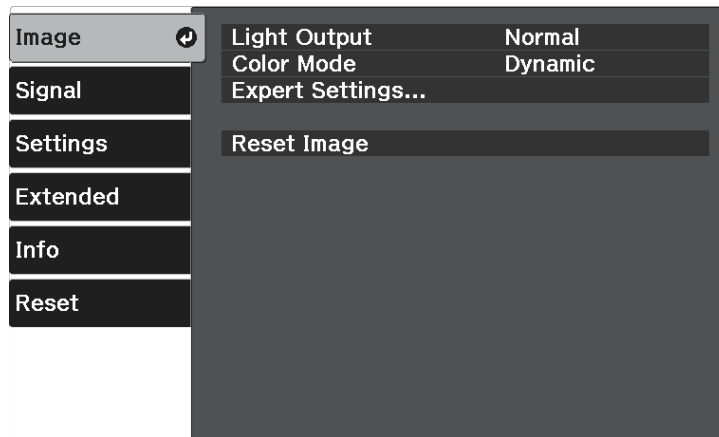 Image
Signal
Settings
Extended
Info
Reset
Light Output Normal
Color Mode Dynamic
Expert Settings...
Reset Image